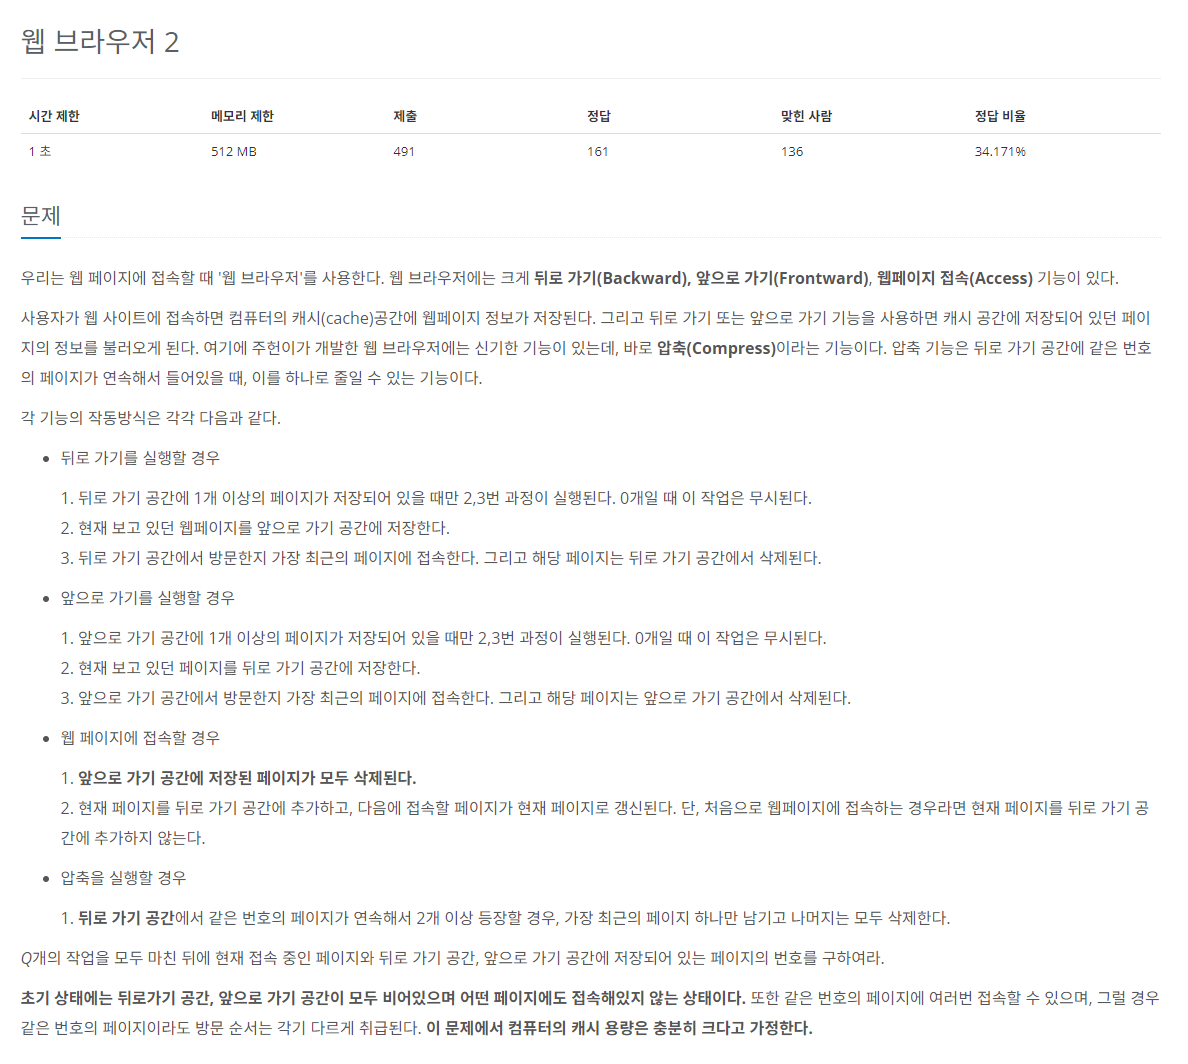 웹 브라우저 2
시간 제한 메모리 제한 제출 정답 맞힌 사람 정답 비율
1 초 512 MB 491 161 136 34.171%
문제
우리는 웹 페이지에 접속할 때 '웹 브라우저'를 사용한다. 웹 브라우저에는 크게 뒤로 가기(Backward), 앞으로 가기(Frontward), 웹페이지 접속(Access) 기능이 있다.
사용자가 웹 사이트에 접속하면 컴퓨터의 캐시(cache)공간에 웹페이지 정보가 저장된다. 그리고 뒤로 가기 또는 앞으로 가기 기능을 사용하면 캐시 공간에 저장되어 있던 페이
지의 정보를 불러오게 된다. 여기에 주헌이가 개발한 웹 브라우저에는 신기한 기능이 있는데, 바로 압축(Compress)이라는 기능이다. 압축 기능은 뒤로 가기 공간에 같은 번호
의 페이지가 연속해서 들어있을 때, 이를 하나로 줄일 수 있는 기능이다.
각 기능의 작동방식은 각각 다음과 같다.
• 뒤로 가기를 실행할 경우
1. 뒤로 가기 공간에 1개 이상의 페이지가 저장되어 있을 때만 2,3번 과정이 실행된다. 0개일 때 이 작업은 무시된다.
2. 현재 보고 있던 웹페이지를 앞으로 가기 공간에 저장한다.
3. 뒤로 가기 공간에서 방문한지 가장 최근의 페이지에 접속한다. 그리고 해당 페이지는 뒤로 가기 공간에서 삭제된다.
• 앞으로 가기를 실행할 경우
1. 앞으로 가기 공간에 1개 이상의 페이지가 저장되어 있을 때만 2,3번 과정이 실행된다. 0개일 때 이 작업은 무시된다.
2. 현재 보고 있던 페이지를 뒤로 가기 공간에 저장한다.
3. 앞으로 가기 공간에서 방문한지 가장 최근의 페이지에 접속한다. 그리고 해당 페이지는 앞으로 가기 공간에서 삭제된다.
• 웹 페이지에 접속할 경우
1. 앞으로 가기 공간에 저장된 페이지가 모두 삭제된다.
2. 현재 페이지를 뒤로 가기 공간에 추가하고, 다음에 접속할 페이지가 현재 페이지로 갱신된다. 단, 처음으로 웹페이지에 접속하는 경우라면 현재 페이지를 뒤로 가기 공
간에 추가하지 않는다.
• 압축을 실행할 경우
1. 뒤로 가기 공간에서 같은 번호의 페이지가 연속해서 2개 이상 등장할 경우, 가장 최근의 페이지 하나만 남기고 나머지는 모두 삭제한다.
Q개의 작업을 모두 마친 뒤에 현재 접속 중인 페이지와 뒤로 가기 공간, 앞으로 가기 공간에 저장되어 있는 페이지의 번호를 구하여라.
초기 상태에는 뒤로가기 공간, 앞으로 가기 공간이 모두 비어있으며 어떤 페이지에도 접속해있지 않는 상태이다. 또한 같은 번호의 페이지에 여러번 접속할 수 있으며, 그럴 경우
같은 번호의 페이지이라도 방문 순서는 각기 다르게 취급된다. 이 문제에서 컴퓨터의 캐시 용량은 충분히 크다고 가정한다.